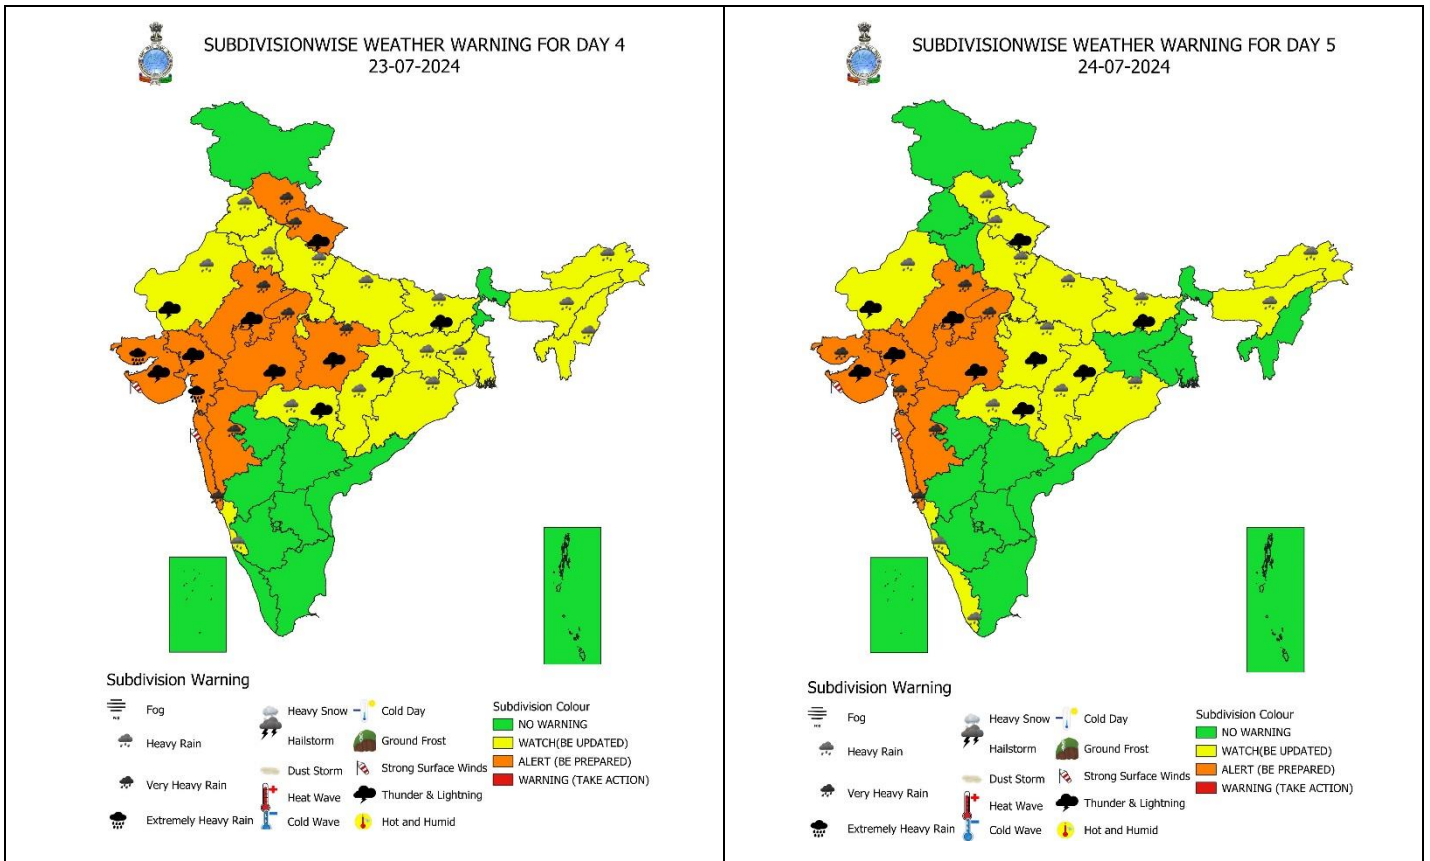 SUBDIVISIONWISE WEATHER WARNING FOR DAY 4
23-07-2024
Subdivision Warning
Fog
Heavy Rain
Very Heavy Rain
Extremely Heavy Rain
Heavy Snow
Hailstorm
Dust Storm
Heat Wave
Cold Wave
Cold Day
Ground Frost
Strong Surface Winds
Thunder & Lightning
Hot and Humid
Subdivision Colour
NO WARNING
WATCH(BE UPDATED)
ALERT (BE PREPARED)
WARNING (TAKE ACTION)
SUBDIVISIONWISE WEATHER WARNING FOR DAY 5
24-07-2024
Subdivision Warning
Fog
Heavy Rain
Very Heavy Rain
Extremely Heavy Rain
Heavy Snow
Hailstorm
Dust Storm
Heat Wave
Cold Wave
Cold Day
Ground Frost
Strong Surface Winds
Thunder & Lightning
Hot and Humid
Subdivision Colour
NO WARNING
WATCH(BE UPDATED)
ALERT (BE PREPARED)
WARNING (TAKE ACTION)